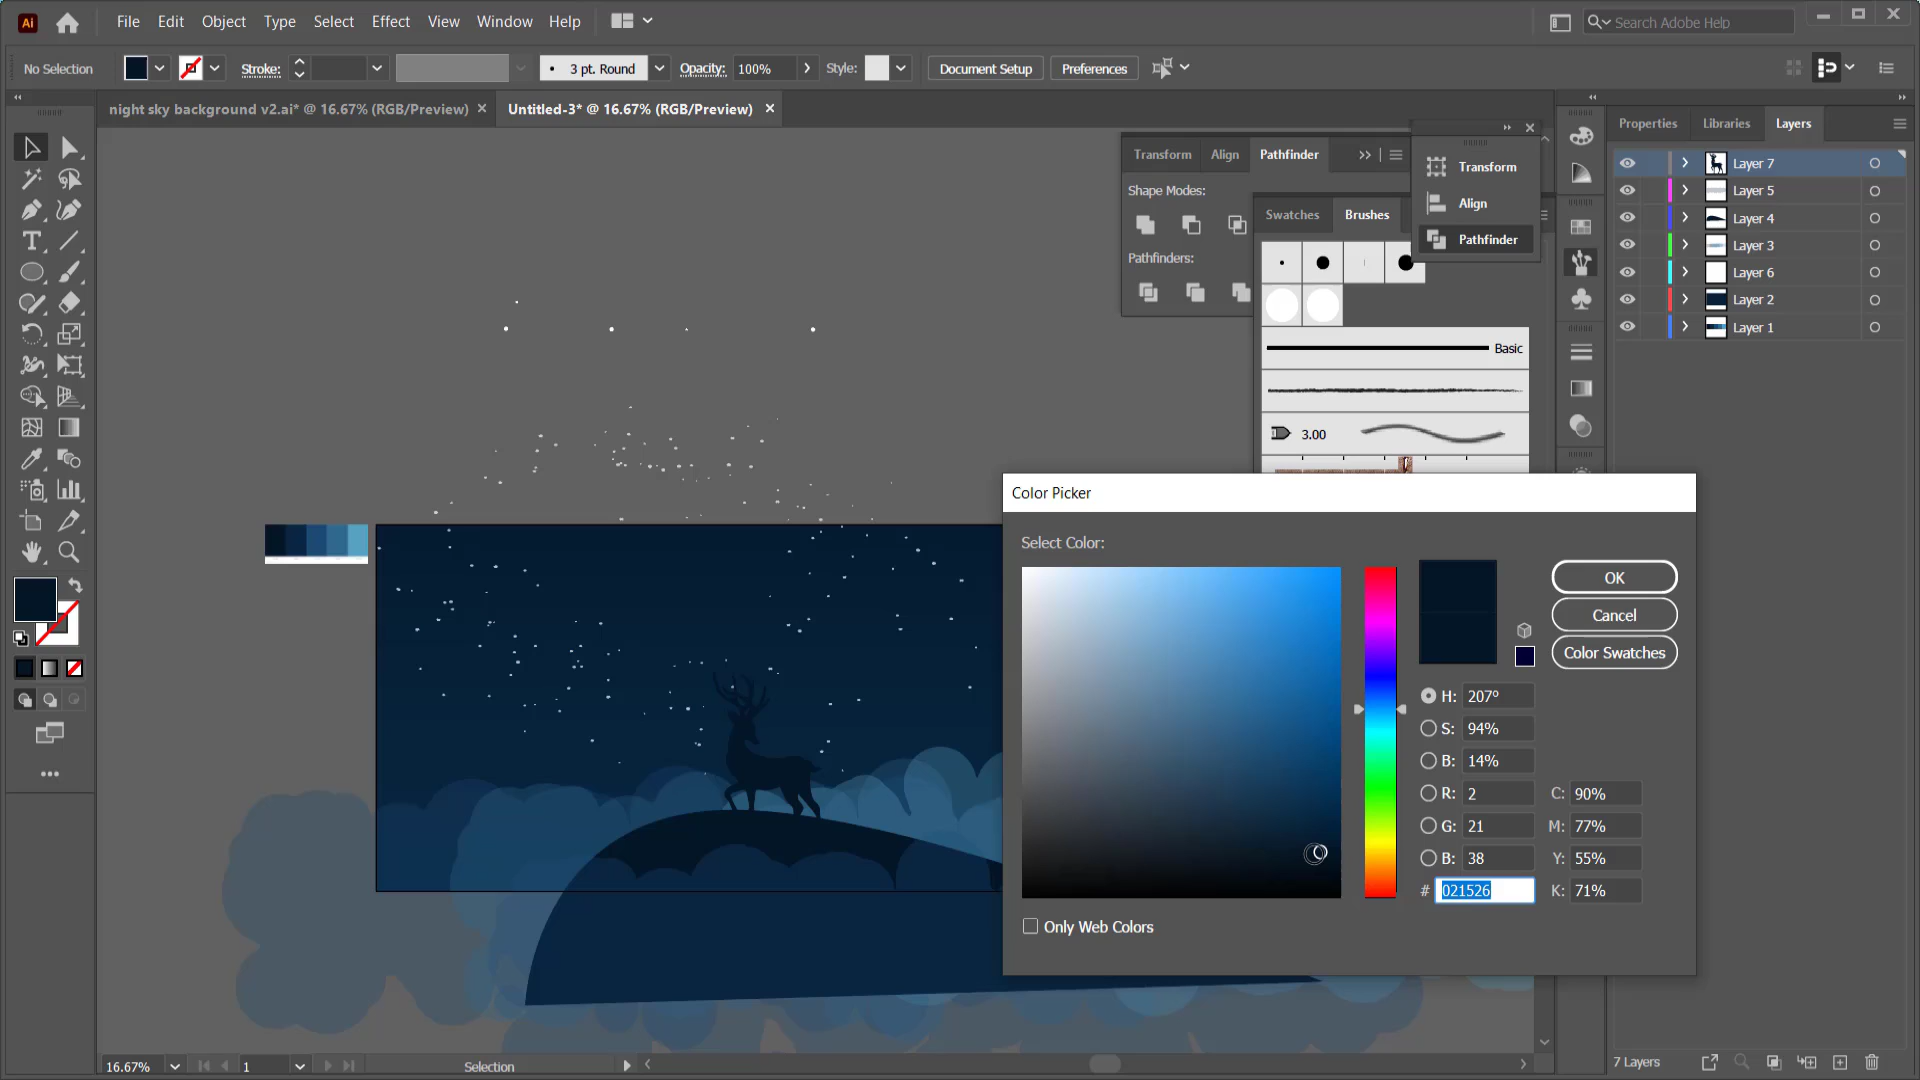 Ai File Edit Object Type Select Effect View Window Help Search Adobe Help
No Selection Stroke: 3 pt. Round Opacity: 100% Style: Document Setup Preferences
night sky background v2.ai* @ 16.67% (RGB/Preview) Untitled-3* @ 16.67% (RGB/Preview)
Properties Libraries Layers
Transform Align Pathfinder
Shape Modes:
Pathfinders:
Transform
Align
Pathfinder
Swatches Brushes
Basic
3.00
Layer 7
Layer 5
Layer 4
Layer 3
Layer 6
Layer 2
Layer 1
Color Picker
Select Color:
OK
Cancel
Color Swatches
H: 207º
S: 94%
B: 14%
R: 2
G: 21
B: 38
# 021526
C: 90%
M: 77%
Y: 55%
K: 71%
Only Web Colors
16.67% 1 Selection
7 Layers